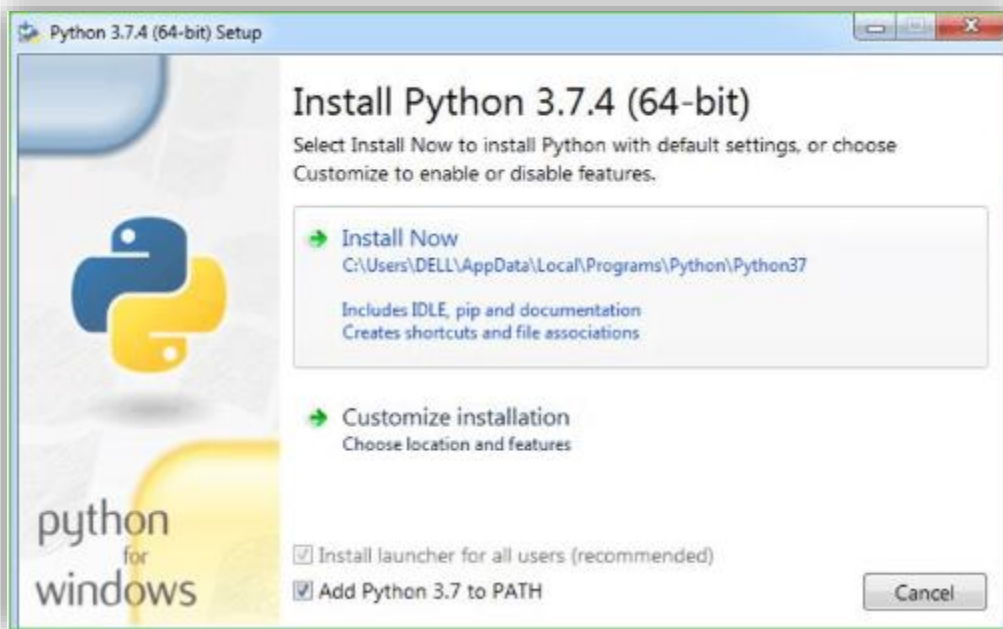 Python 3.7.4 (64-bit) Setup
Install Python 3.7.4 (64-bit)
Select Install Now to install Python with default settings, or choose
Customize to enable or disable features.
Install Now
C:\Users\DELL\AppData\Local\Programs\Python\Python37
Includes IDLE, pip and documentation
Creates shortcuts and file associations
Customize installation
Choose location and features
python
for
windows
Install launcher for all users (recommended)
Add Python 3.7 to PATH
Cancel